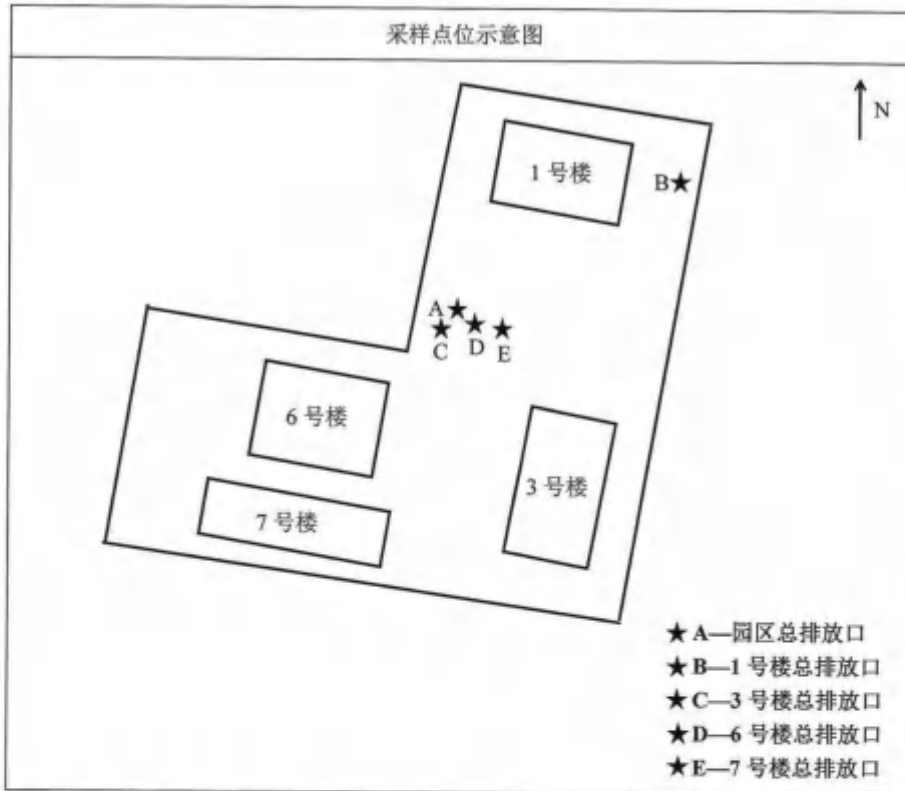 采样点位示意图
N
1 号楼
B★
A★
★ ★ ★
C D E
6 号楼
3 号楼
7 号楼
★A—园区总排放口
★B—1 号楼总排放口
★C—3 号楼总排放口
★D—6 号楼总排放口
★E—7 号楼总排放口